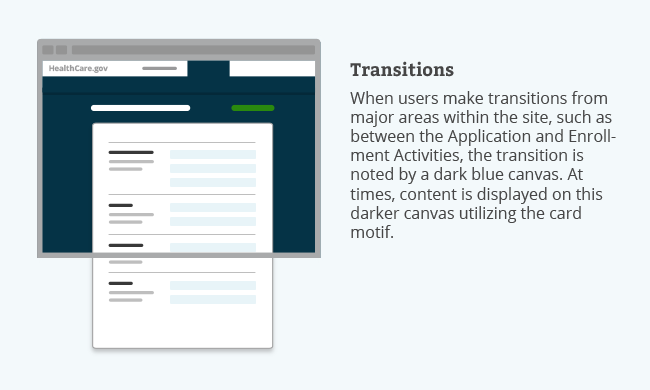 HealthCare.gov
Transitions
When users make transitions from
major areas within the site, such as
between the Application and Enroll-
ment Activities, the transition is
noted by a dark blue canvas. At
times, content is displayed on this
darker canvas utilizing the card
motif.